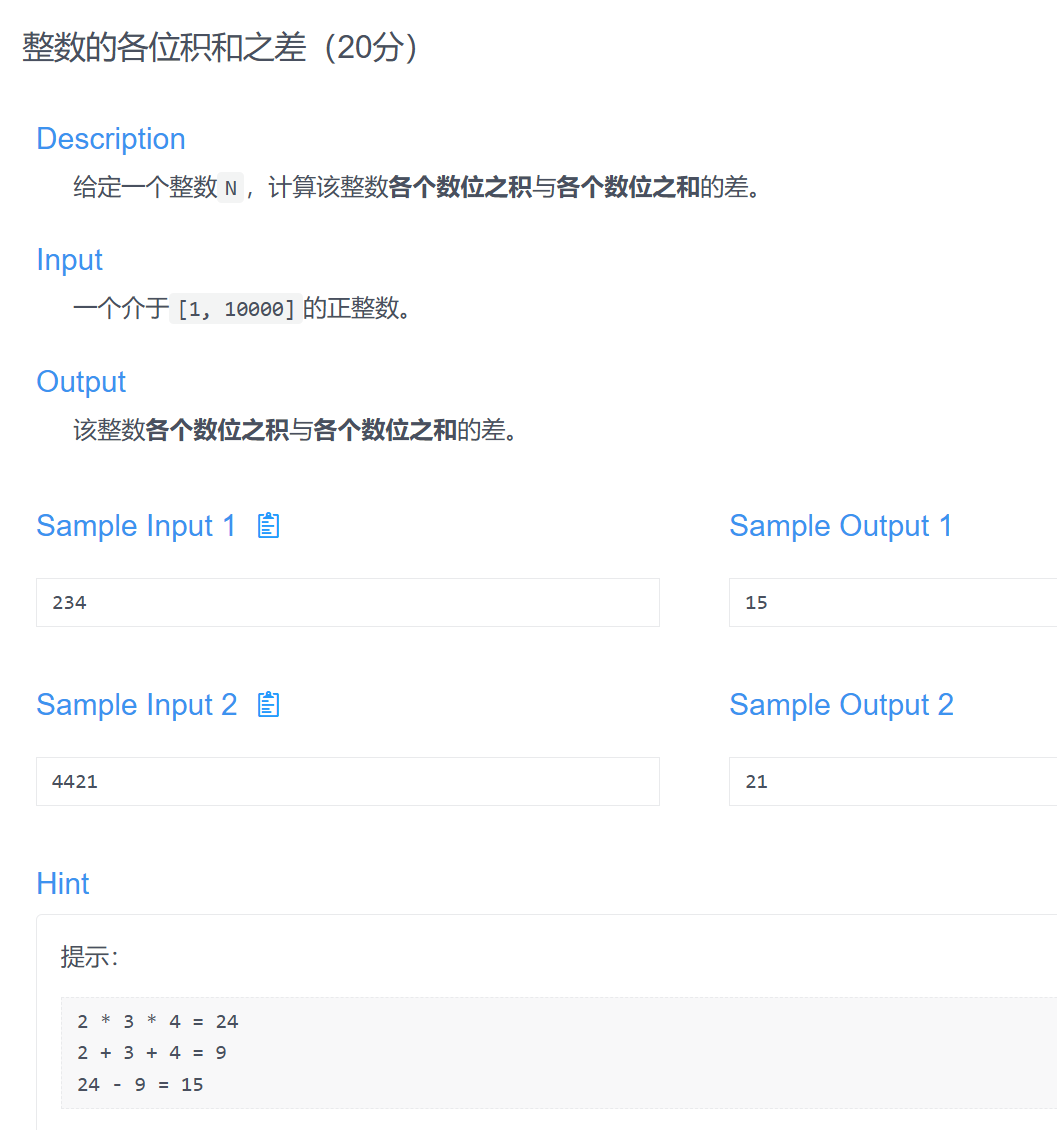 整数的各位积和之差（20分）
Description
给定一个整数 N ，计算该整数各个数位之积与各个数位之和的差。
Input
一个介于 [1, 10000] 的正整数。
Output
该整数各个数位之积与各个数位之和的差。
Sample Input 1
Sample Output 1
234
15
Sample Input 2
Sample Output 2
4421
21
Hint
提示：
2 * 3 * 4 = 24
2 + 3 + 4 = 9
24 - 9 = 15